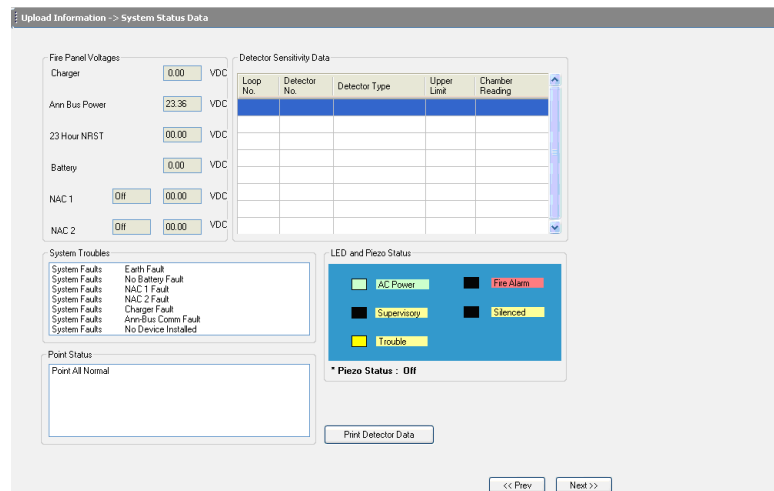 Upload Information -> System Status Data
Fire Panel Voltages
Charger 0.00 VDC
Ann Bus Power 23.36 VDC
23 Hour NRST 00.00 VDC
Battery 0.00 VDC
NAC 1 Off 00.00 VDC
NAC 2 Off 00.00 VDC
Detector Sensitivity Data
Loop No. Detector No. Detector Type Upper Limit Chamber Reading
System Troubles
System Faults Earth Fault
System Faults No Battery Fault
System Faults NAC 1 Fault
System Faults NAC 2 Fault
System Faults Charger Fault
System Faults Ann-Bus Comm Fault
System Faults No Device Installed
LED and Piezo Status
AC Power Fire Alarm
Supervisory Silenced
Trouble
* Piezo Status : Off
Point Status
Point All Normal
Print Detector Data
<< Prev Next >>